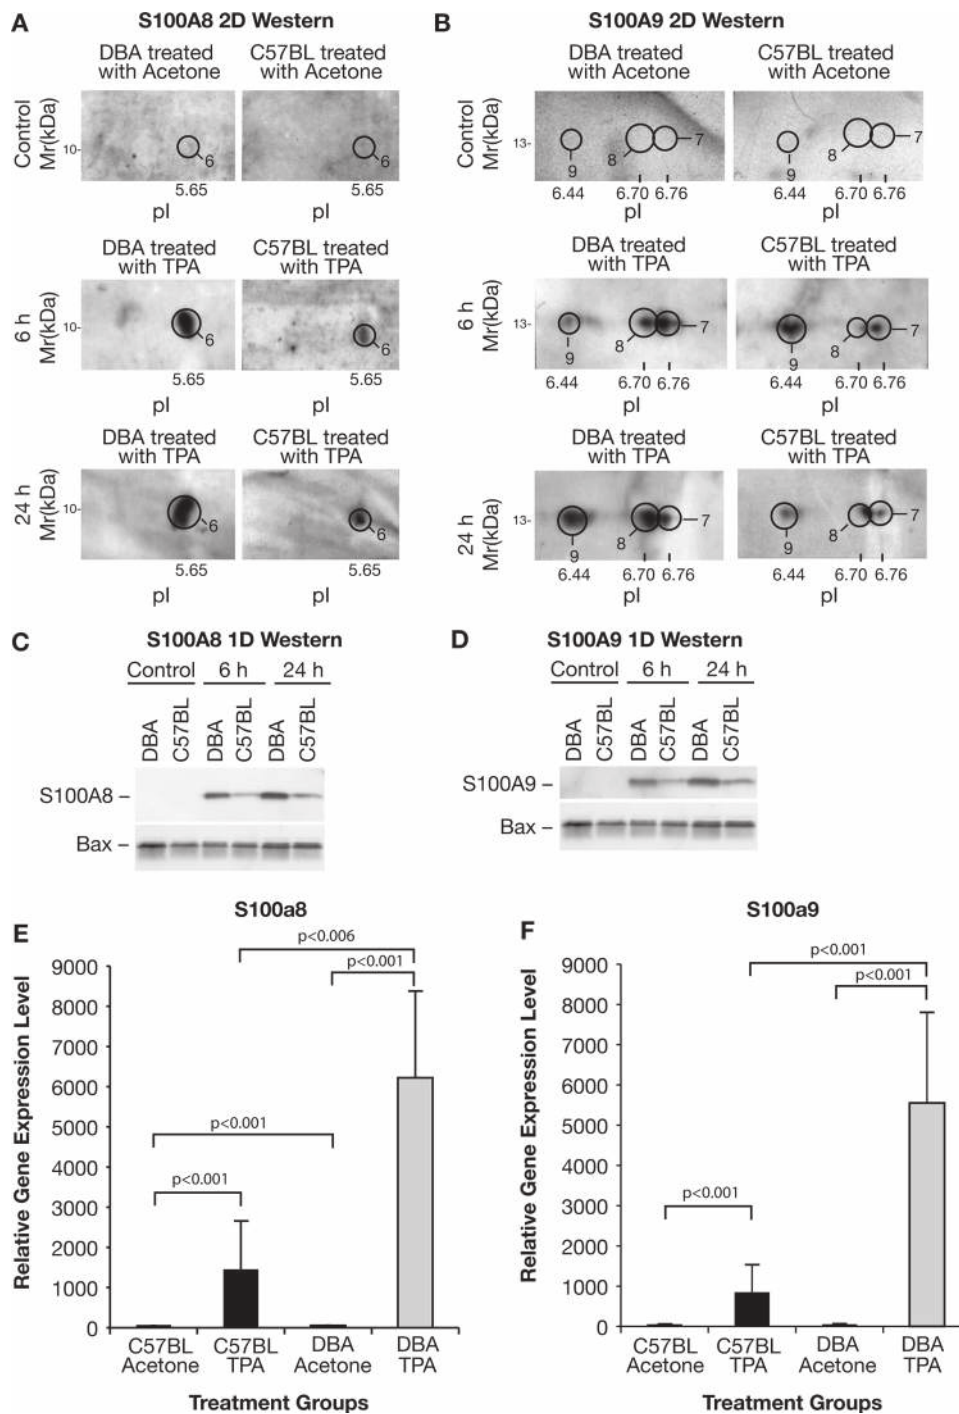 A
S100A8 2D Western
DBA treated
with Acetone
C57BL treated
with Acetone
Control
Mr(kDa)
10-
6
6
5.65
5.65
pI
DBA treated
with TPA
C57BL treated
with TPA
6 h
Mr(kDa)
10-
6
6
5.65
5.65
pI
DBA treated
with TPA
C57BL treated
with TPA
24 h
Mr(kDa)
10-
6
6
5.65
5.65
pI
B
S100A9 2D Western
DBA treated
with Acetone
C57BL treated
with Acetone
Control
Mr(kDa)
13-
9
8
7
9
8
7
6.44 6.70 6.76
6.44 6.70 6.76
pI
DBA treated
with TPA
C57BL treated
with TPA
6 h
Mr(kDa)
13-
9
8
7
9
8
7
6.44 6.70 6.76
6.44 6.70 6.76
pI
DBA treated
with TPA
C57BL treated
with TPA
24 h
Mr(kDa)
13-
9
8
7
9
8
7
6.44 6.70 6.76
6.44 6.70 6.76
pI
C
S100A8 1D Western
Control 6 h 24 h
DBA
C57BL
DBA
C57BL
DBA
C57BL
S100A8 –
Bax –
D
S100A9 1D Western
Control 6 h 24 h
DBA
C57BL
DBA
C57BL
DBA
C57BL
S100A9 –
Bax –
E
S100a8
p<0.006
p<0.001
p<0.001
p<0.001
Relative Gene Expression Level
9000
8000
7000
6000
5000
4000
3000
2000
1000
0
C57BL
Acetone
C57BL
TPA
DBA
Acetone
DBA
TPA
Treatment Groups
F
S100a9
p<0.001
p<0.001
p<0.001
Relative Gene Expression Level
9000
8000
7000
6000
5000
4000
3000
2000
1000
0
C57BL
Acetone
C57BL
TPA
DBA
Acetone
DBA
TPA
Treatment Groups